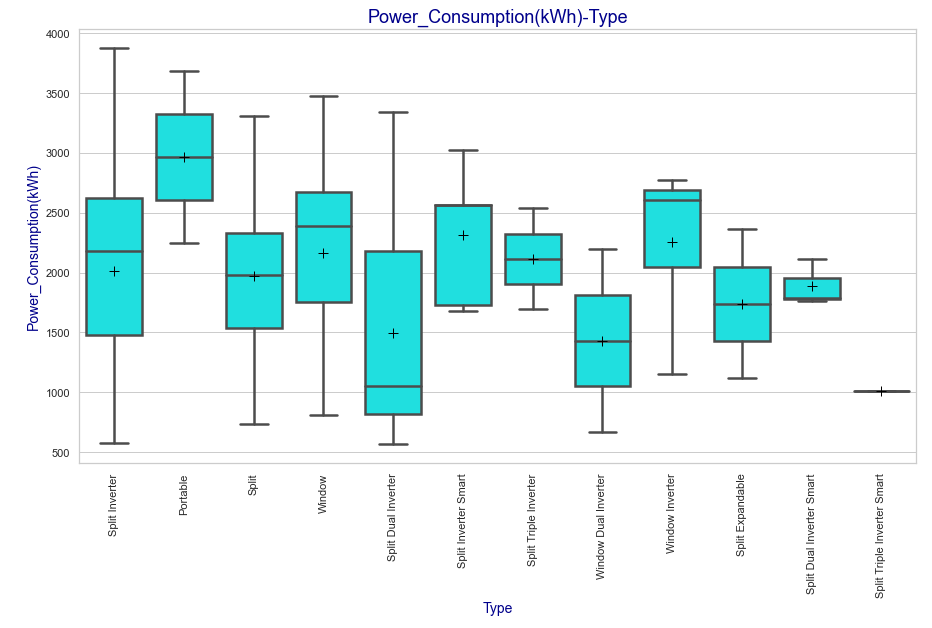 Power_Consumption(kWh)-Type
Power_Consumption(kWh)
4000
3500
3000
2500
2000
1500
1000
500
Split Inverter
Portable
Split
Window
Split Dual Inverter
Split Inverter Smart
Split Triple Inverter
Window Dual Inverter
Window Inverter
Split Expandable
Split Dual Inverter Smart
Split Triple Inverter Smart
Type